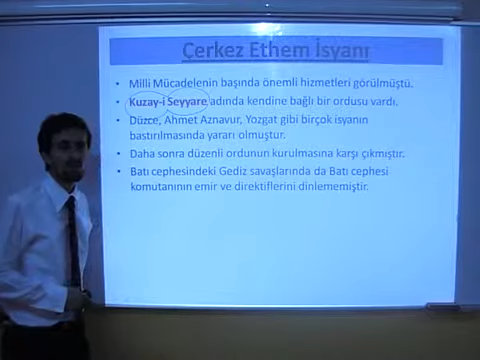 Çerkez Ethem İsyanı
• Milli Mücadelenin başında önemli hizmetleri görülmüştü.
• Kuzay-i Seyyare adında kendine bağlı bir ordusu vardı.
• Düzce, Ahmet Aznavur, Yozgat gibi birçok isyanın
bastırılmasında yararı olmuştur.
• Daha sonra düzenli ordunun kurulmasına karşı çıkmıştır.
• Batı cephesindeki Gediz savaşlarında da Batı cephesi
komutanının emir ve direktiflerini dinlememiştir.